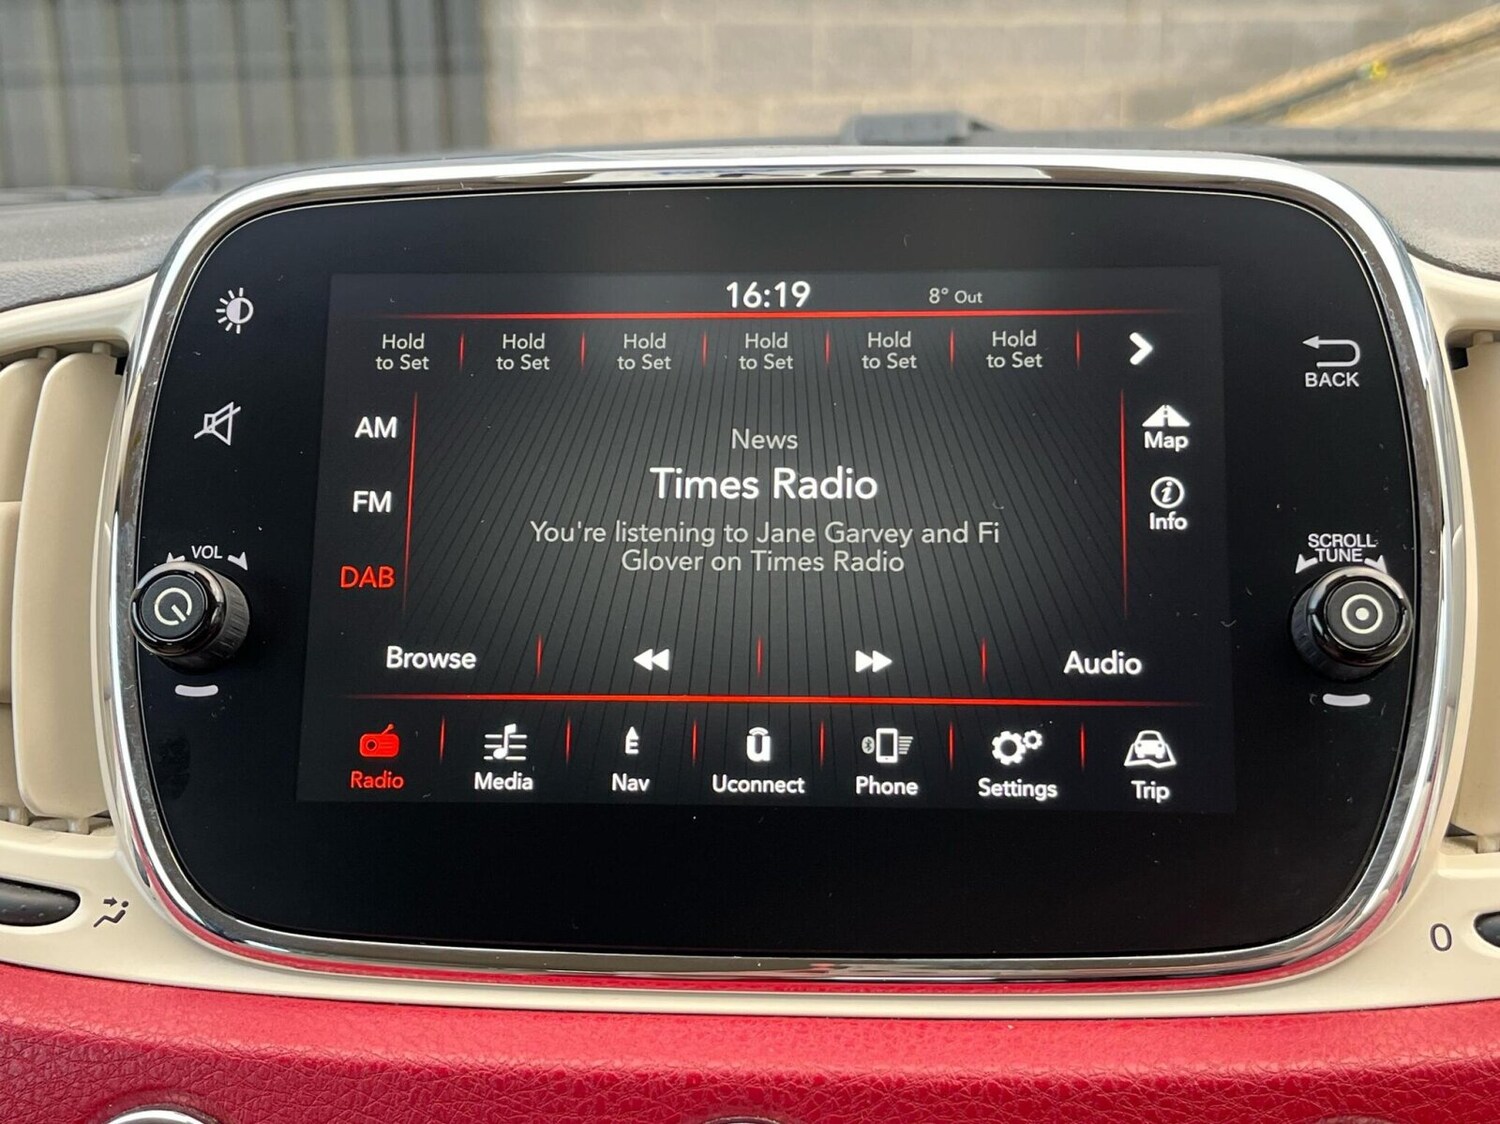 16:19
8° Out
Hold
to Set
Hold
to Set
Hold
to Set
Hold
to Set
Hold
to Set
Hold
to Set
BACK
AM
FM
DAB
News
Times Radio
You're listening to Jane Garvey and Fi
Glover on Times Radio
Map
Info
VOL
SCROLL
TUNE
Browse
Audio
Radio
Media
E
Nav
Uconnect
Phone
Settings
Trip
0